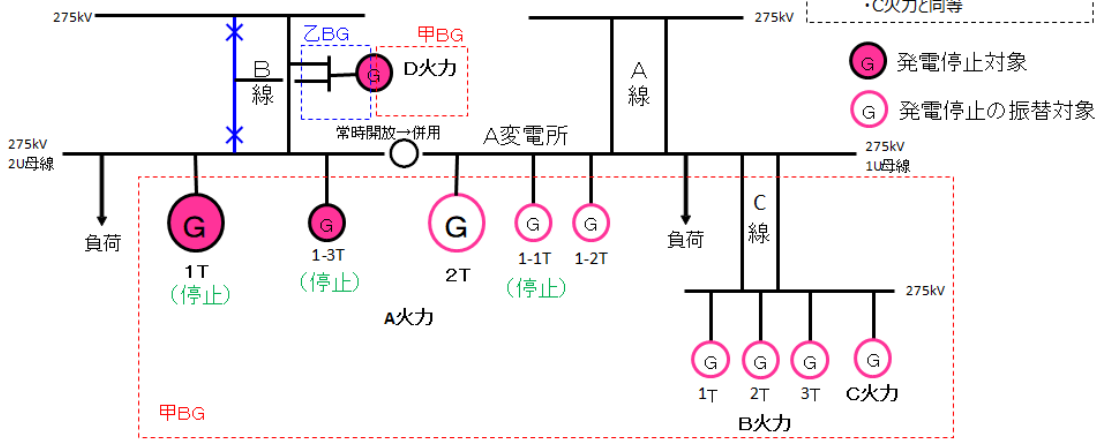 ・C火力と同等
275kV
275kV
乙BG
甲BG
G
D火力
B
線
A
線
G
発電停止対象
G
発電停止の振替対象
常時開放→併用
A変電所
275kV
2U母線
275kV
1U母線
負荷
G
1T
(停止)
G
1-3T
(停止)
G
2T
G
1-1T
(停止)
G
1-2T
負荷
C
線
A火力
275kV
G
1T
G
2T
G
3T
G
C火力
B火力
甲BG